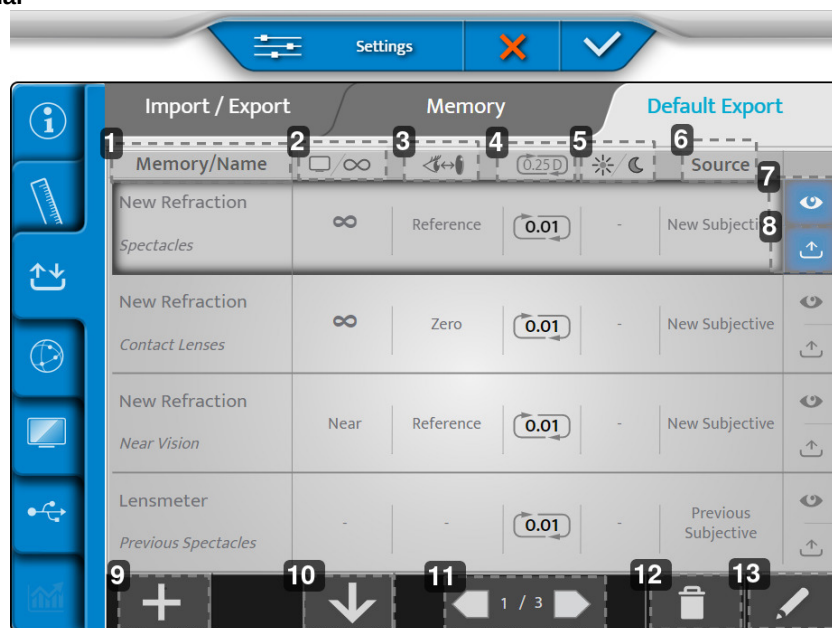 Settings
Import / Export
Memory
Default Export
1
2
3
4
5
6
Memory/Name
/∞
0.25 D
/
Source
7
New Refraction
Spectacles
∞
Reference
0.01
-
New Subjecti
8
New Refraction
Contact Lenses
∞
Zero
0.01
-
New Subjective
New Refraction
Near Vision
Near
Reference
0.01
-
New Subjective
Lensmeter
Previous Spectacles
-
-
0.01
-
Previous
Subjective
9
10
11
12
13
1 / 3